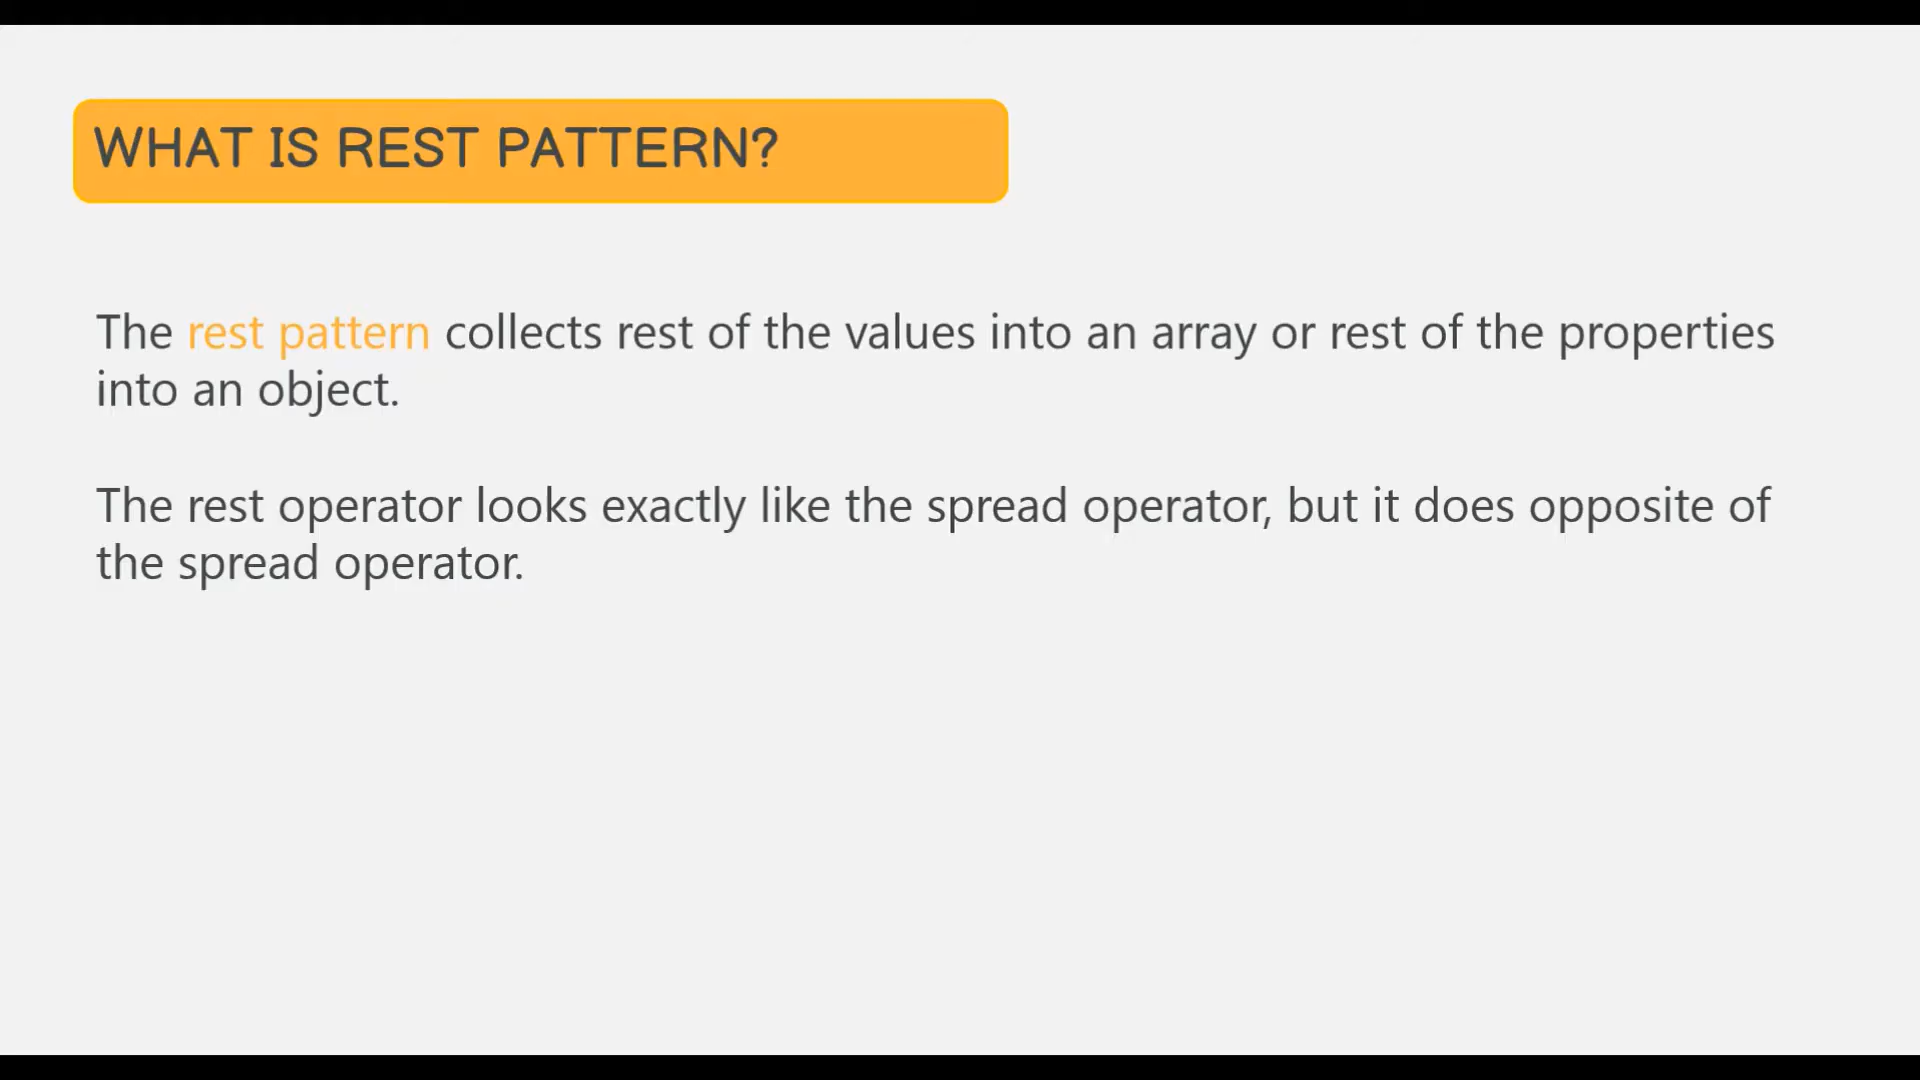 WHAT IS REST PATTERN?
The rest pattern collects rest of the values into an array or rest of the properties
into an object.
The rest operator looks exactly like the spread operator, but it does opposite of
the spread operator.